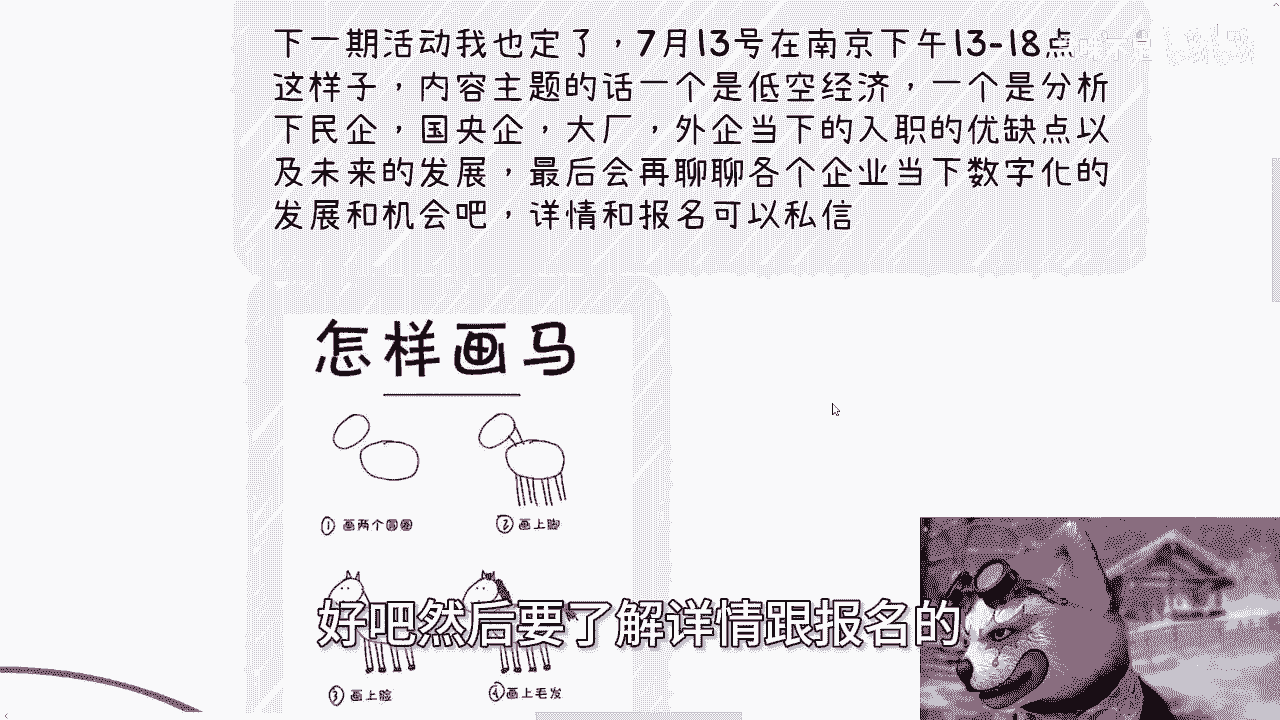 下一期活动我也定了，7月13号在南京下午13-18点
这样子，内容主题的话一个是低空经济，一个是分析
下民企，国央企，大厂，外企当下的入职的优缺点以
及未来的发展，最后会再聊聊各个企业当下数字化的
发展和机会吧，详情和报名可以私信
怎样画马
① 画两个圆圈
② 画上脚
③ 画上脸
④ 画上毛发
好吧然后要了解详情跟报名的